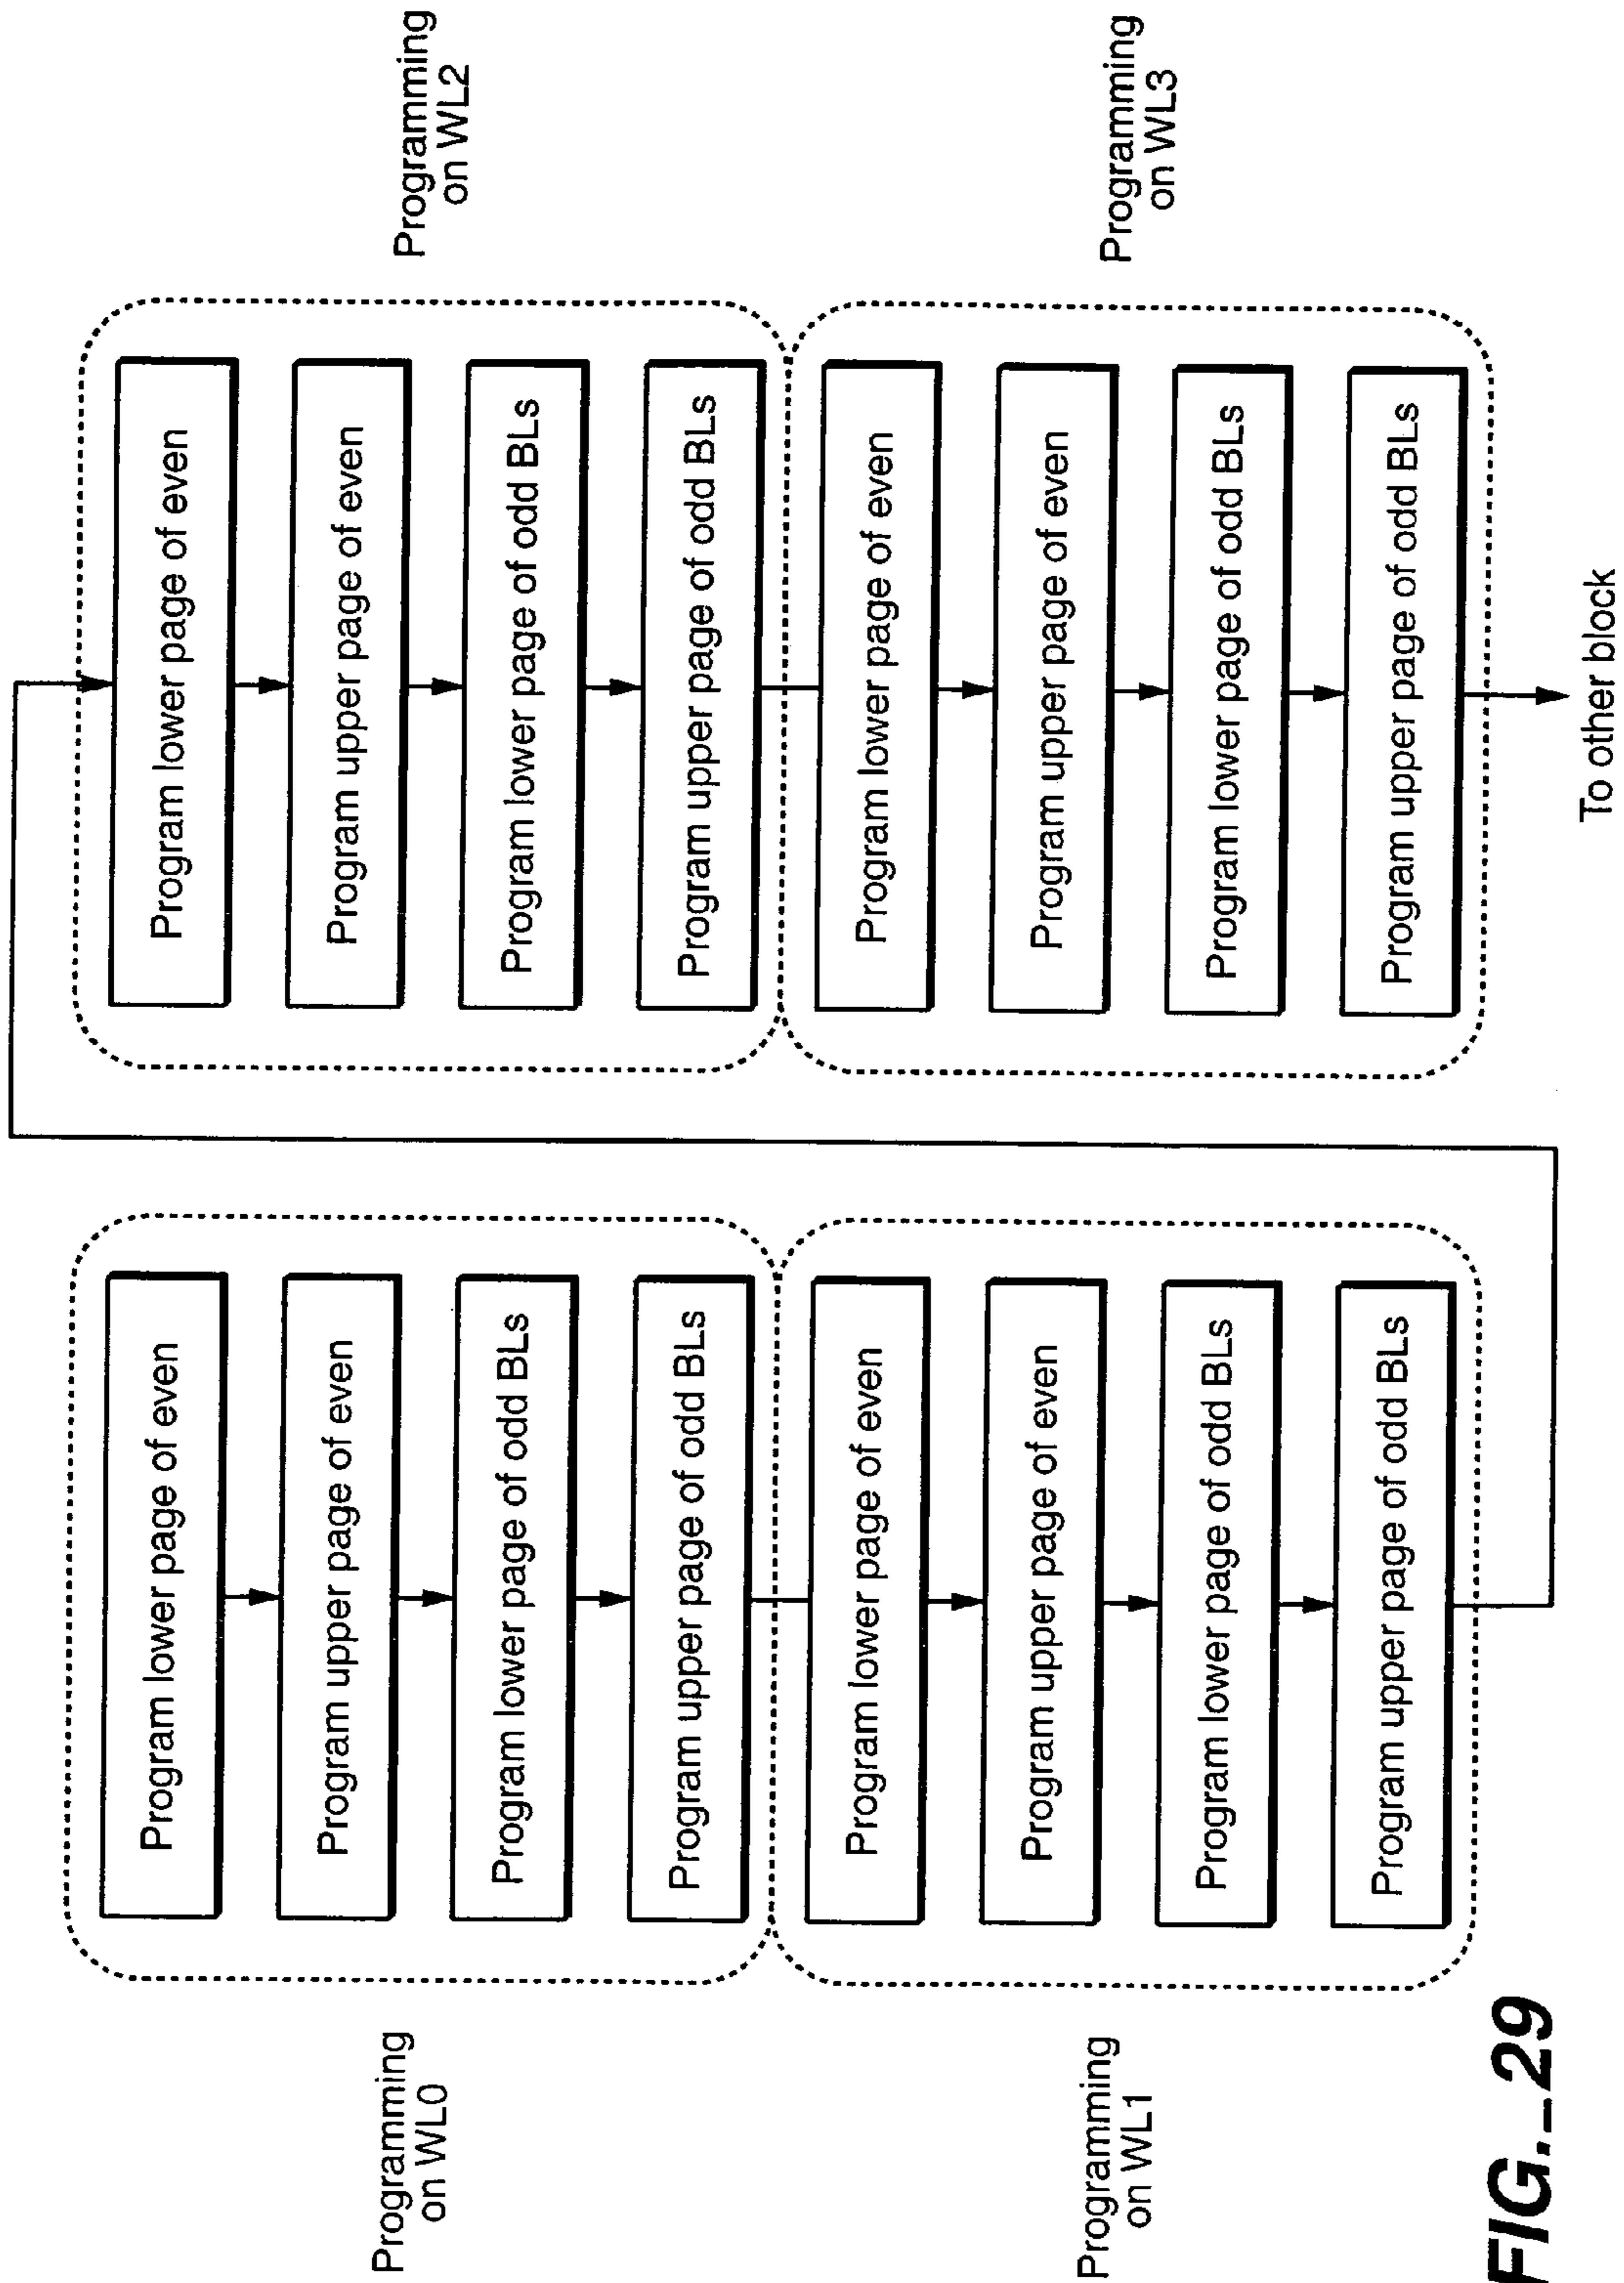 Programming
on WL0
Program lower page of even
Program upper page of even
Program lower page of odd BLs
Program upper page of odd BLs
Programming
on WL1
Program lower page of even
Program upper page of even
Program lower page of odd BLs
Program upper page of odd BLs
Programming
on WL2
Program lower page of even
Program upper page of even
Program lower page of odd BLs
Program upper page of odd BLs
Programming
on WL3
Program lower page of even
Program upper page of even
Program lower page of odd BLs
Program upper page of odd BLs
To other block
FIG._29